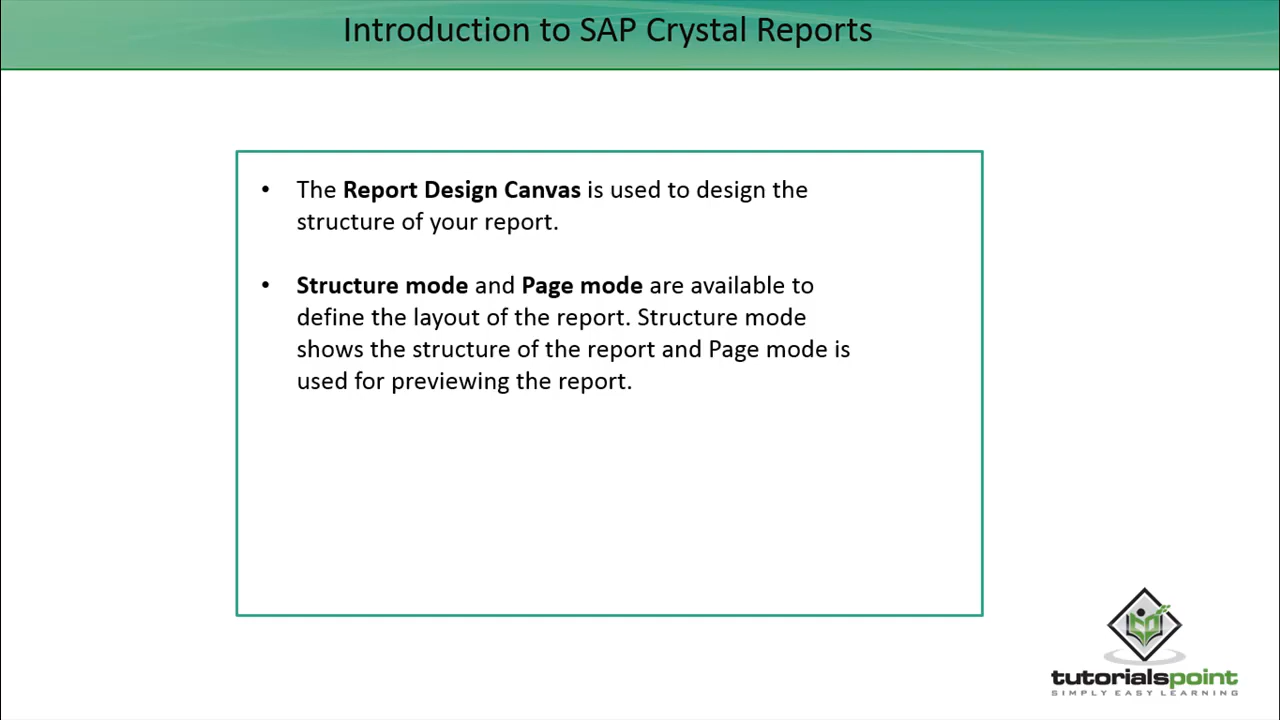 Introduction to SAP Crystal Reports
• The Report Design Canvas is used to design the
structure of your report.
• Structure mode and Page mode are available to
define the layout of the report. Structure mode
shows the structure of the report and Page mode is
used for previewing the report.
tutorialspoint
SIMPLY EASY LEARNING